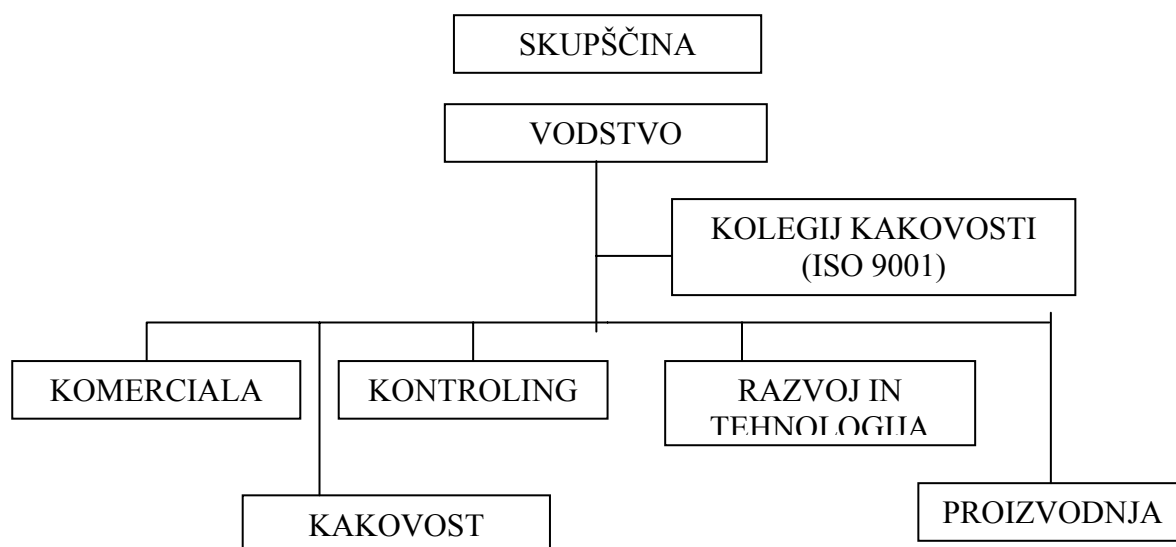 SKUPŠČINA
VODSTVO
KOLEGIJ KAKOVOSTI
(ISO 9001)
KOMERCIALA
KONTROLING
RAZVOJ IN
TEHNOLOGIJA
KAKOVOST
PROIZVODNJA